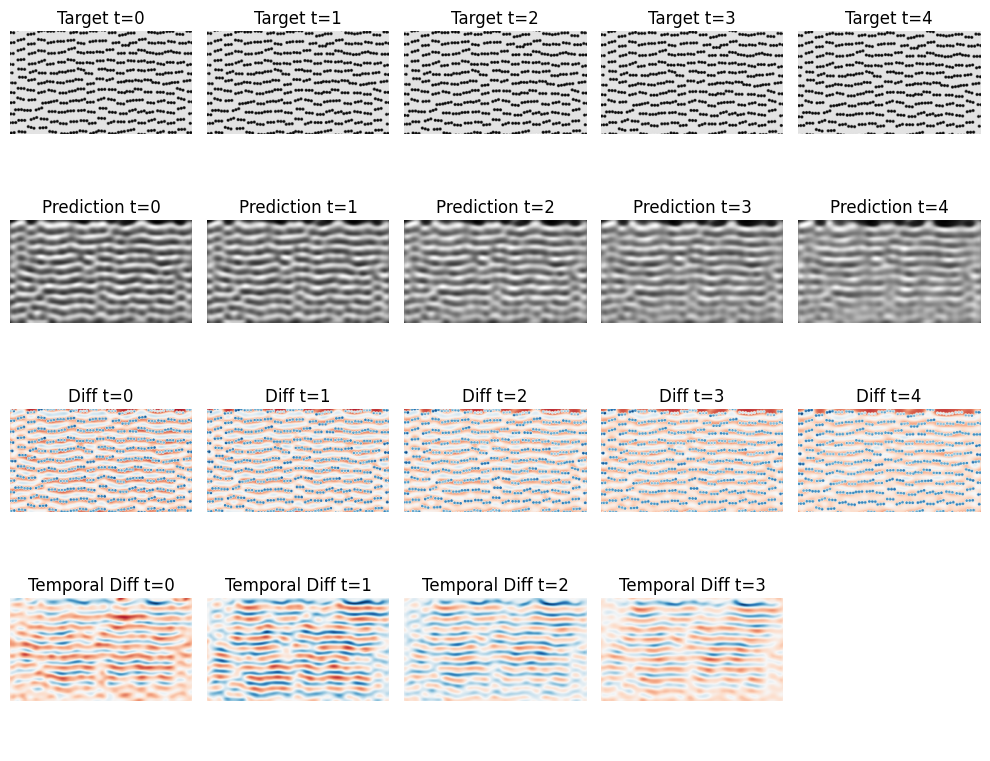 Target t=0 Target t=1 Target t=2 Target t=3 Target t=4
Prediction t=0 Prediction t=1 Prediction t=2 Prediction t=3 Prediction t=4
Diff t=0 Diff t=1 Diff t=2 Diff t=3 Diff t=4
Temporal Diff t=0 Temporal Diff t=1 Temporal Diff t=2 Temporal Diff t=3